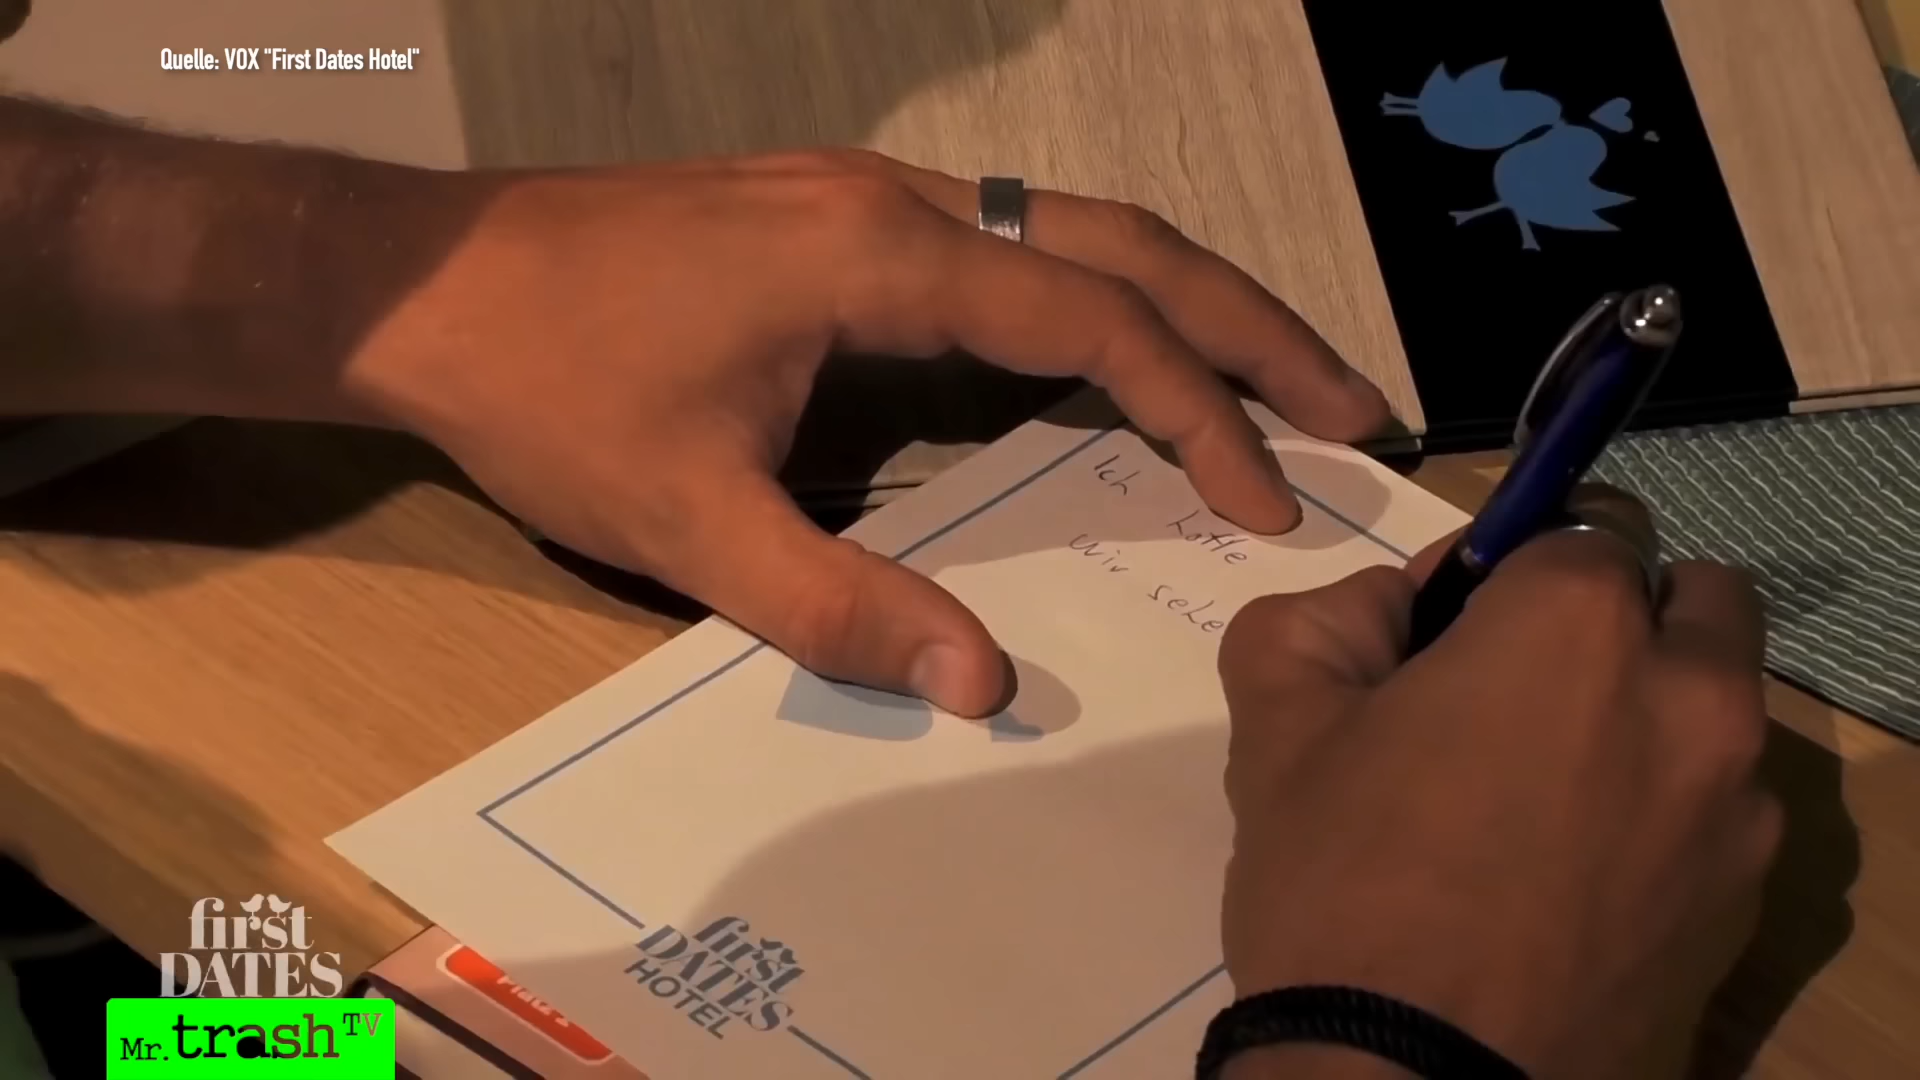 Quelle: VOX "First Dates Hotel"
Ich hoffe
wir sehe
first
DATES
HOTEL
first
DATES
Mr. trash TV